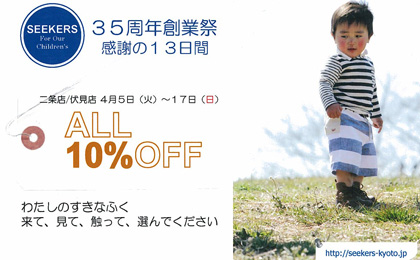 SEEKERS
For Our
Children's
35周年創業祭
感謝の13日間
二条店/伏見店 4月5日（火）～17日（日）
ALL
10%OFF
わたしのすきなふく
来て、見て、触って、選んでください
http://seekers-kyoto.jp